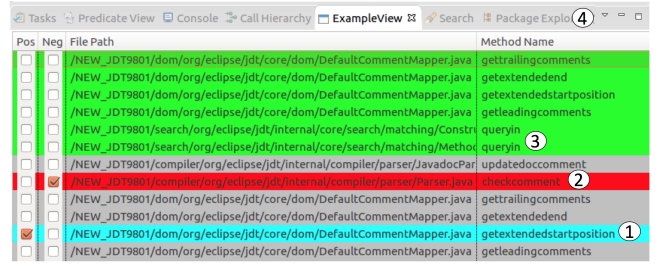 Tasks Predicate View Console Call Hierarchy ExampleView Search Package Explo 4
Pos Neg File Path Method Name
/NEW_JDT9801/dom/org/eclipse/jdt/core/dom/DefaultCommentMapper.java gettrailingcomments
/NEW_JDT9801/dom/org/eclipse/jdt/core/dom/DefaultCommentMapper.java getextendedend
/NEW_JDT9801/dom/org/eclipse/jdt/core/dom/DefaultCommentMapper.java getextendedstartposition
/NEW_JDT9801/dom/org/eclipse/jdt/core/dom/DefaultCommentMapper.java getleadingcomments
/NEW_JDT9801/search/org/eclipse/jdt/internal/core/search/matching/Constru queryin
/NEW_JDT9801/search/org/eclipse/jdt/internal/core/search/matching/Method queryin 3
/NEW_JDT9801/compiler/org/eclipse/jdt/internal/compiler/parser/JavadocPar updatedoccomment
/NEW_JDT9801/compiler/org/eclipse/jdt/internal/compiler/parser/Parser.java checkcomment 2
/NEW_JDT9801/dom/org/eclipse/jdt/core/dom/DefaultCommentMapper.java gettrailingcomments
/NEW_JDT9801/dom/org/eclipse/jdt/core/dom/DefaultCommentMapper.java getextendedend
/NEW_JDT9801/dom/org/eclipse/jdt/core/dom/DefaultCommentMapper.java getextendedstartposition 1
/NEW_JDT9801/dom/org/eclipse/jdt/core/dom/DefaultCommentMapper.java getleadingcomments